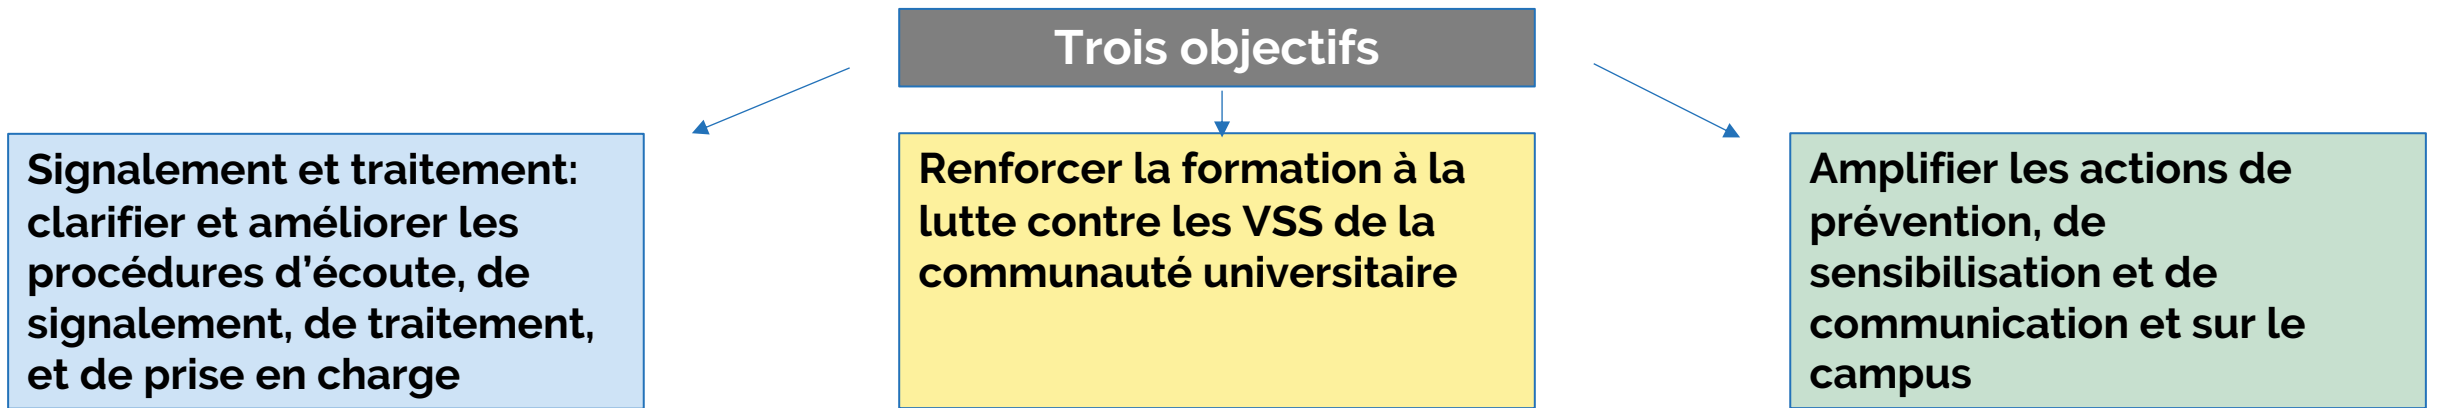 Trois objectifs
Signalement et traitement:
clarifier et améliorer les
procédures d’écoute, de
signalement, de traitement,
et de prise en charge
Renforcer la formation à la
lutte contre les VSS de la
communauté universitaire
Amplifier les actions de
prévention, de
sensibilisation et de
communication et sur le
campus